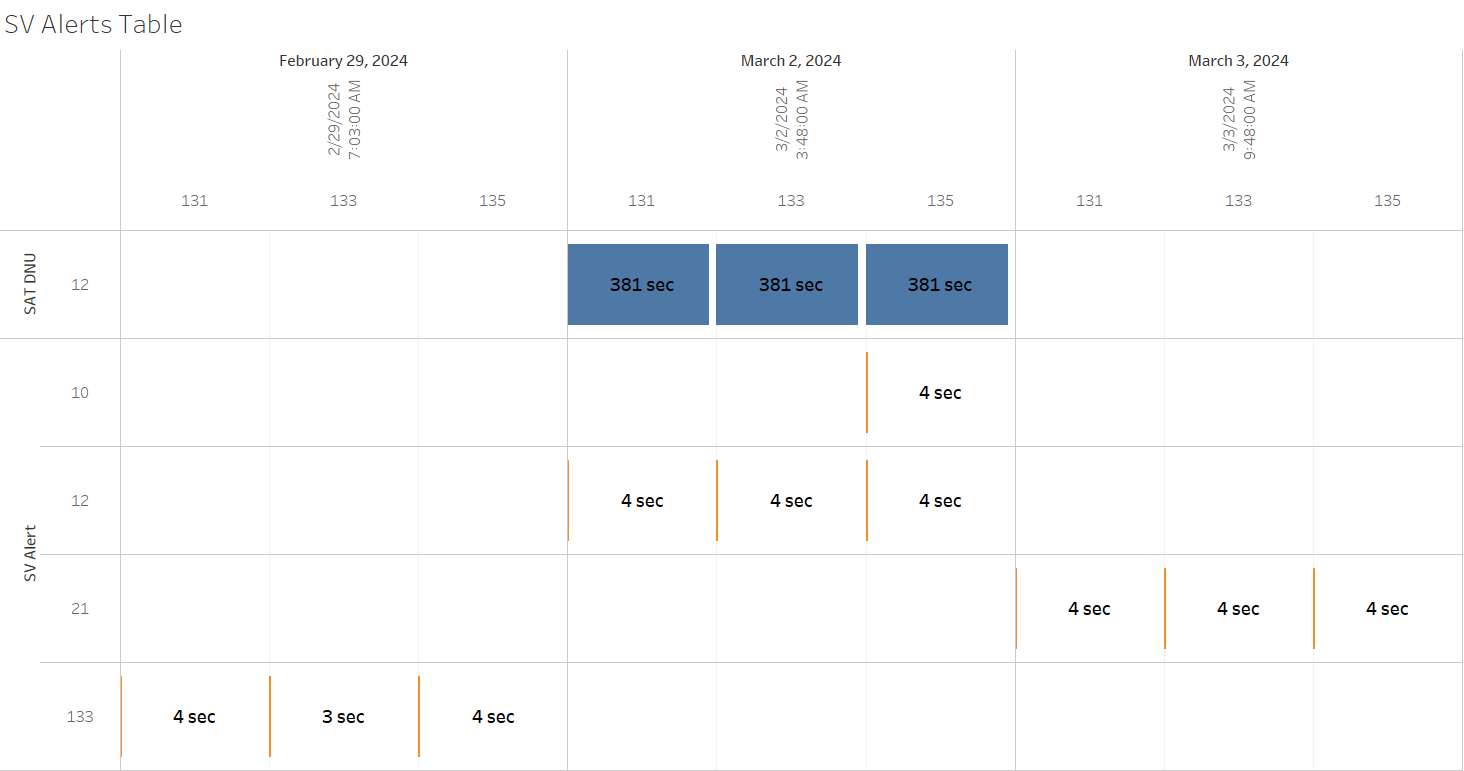 SV Alerts Table
February 29, 2024 March 2, 2024 March 3, 2024
2/29/2024 3/2/2024 3/3/2024
7:03:00 AM 3:48:00 AM 9:48:00 AM
131 133 135 131 133 135 131 133 135
SAT DNU 12 381 sec 381 sec 381 sec
SV Alert
10 4 sec
12 4 sec 4 sec 4 sec
21 4 sec 4 sec 4 sec
133 4 sec 3 sec 4 sec